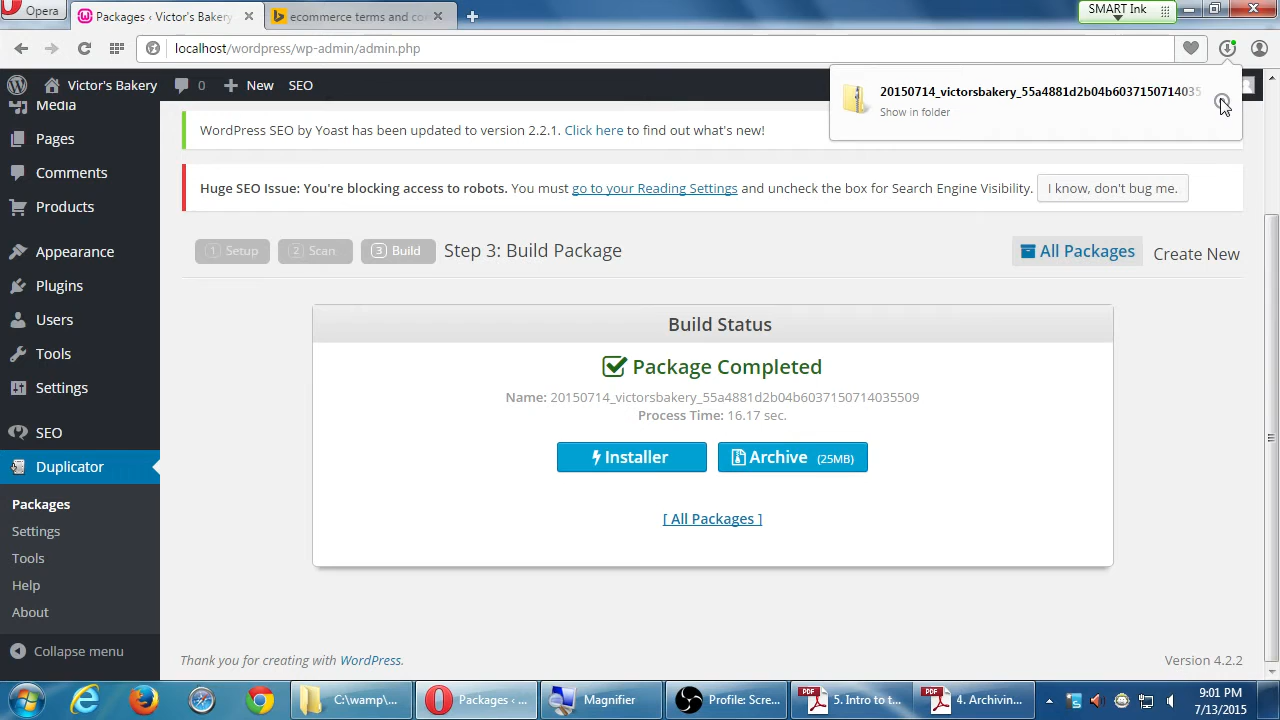 Opera
Packages ‹ Victor's Bakery
ecommerce terms and con
SMART Ink
localhost/wordpress/wp-admin/admin.php
Victor's Bakery
0
New
SEO
20150714_victorsbakery_55a4881d2b04b6037150714035
Show in folder
Media
Pages
Comments
Products
Appearance
Plugins
Users
Tools
Settings
SEO
Duplicator
Packages
Settings
Tools
Help
About
Collapse menu
WordPress SEO by Yoast has been updated to version 2.2.1. Click here to find out what's new!
Huge SEO Issue: You're blocking access to robots. You must go to your Reading Settings and uncheck the box for Search Engine Visibility.
I know, don't bug me.
1 Setup
2 Scan
3 Build
Step 3: Build Package
All Packages
Create New
Build Status
Package Completed
Name: 20150714_victorsbakery_55a4881d2b04b6037150714035509
Process Time: 16.17 sec.
Installer
Archive (25MB)
[ All Packages ]
Thank you for creating with WordPress.
Version 4.2.2
C:\wamp\...
Packages ‹ ...
Magnifier
Profile: Scre...
5. Intro to t...
4. Archivin...
9:01 PM
7/13/2015